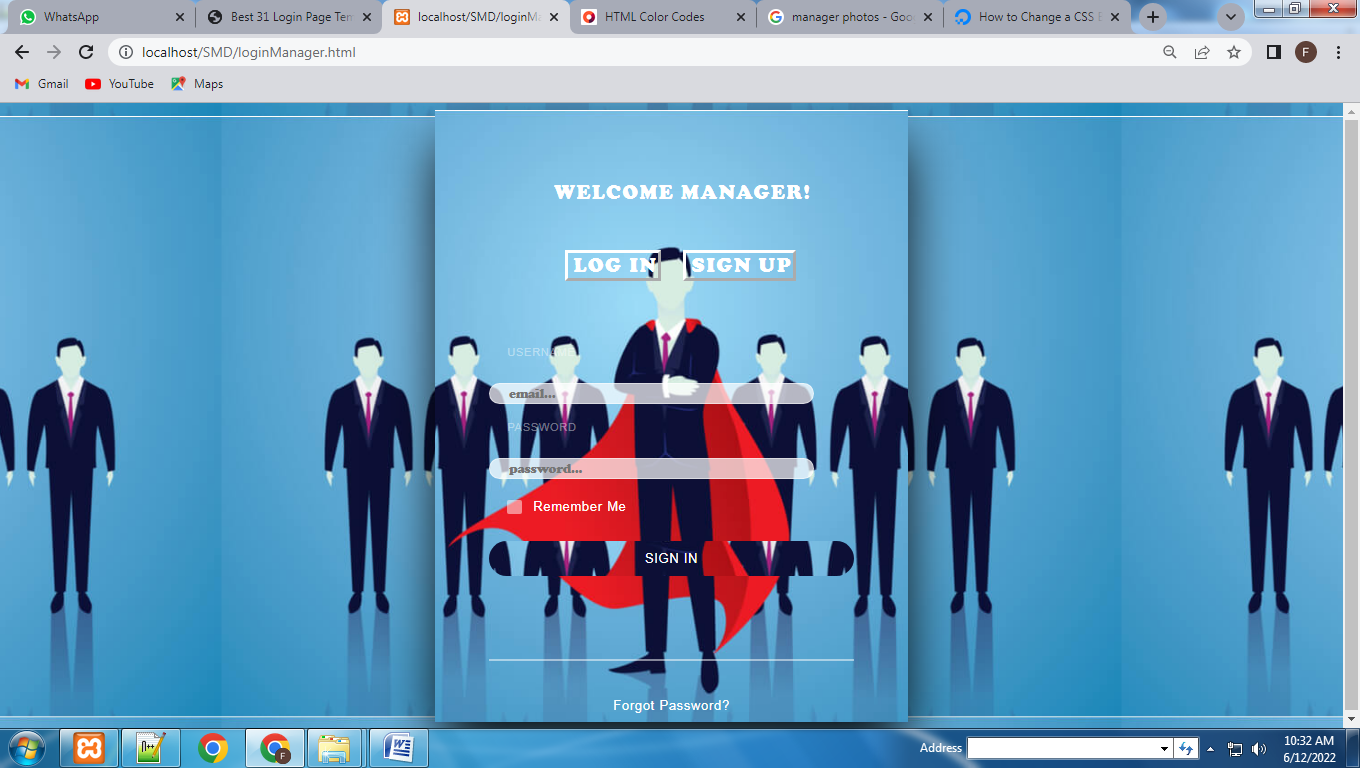 WhatsApp
Best 31 Login Page Tem
localhost/SMD/loginMa
HTML Color Codes
manager photos - Goo
How to Change a CSS B
localhost/SMD/loginManager.html
F
Gmail
YouTube
Maps
WELCOME MANAGER!
LOG IN
SIGN UP
USERNAME
email...
PASSWORD
password...
Remember Me
SIGN IN
Forgot Password?
Address
10:32 AM
6/12/2022